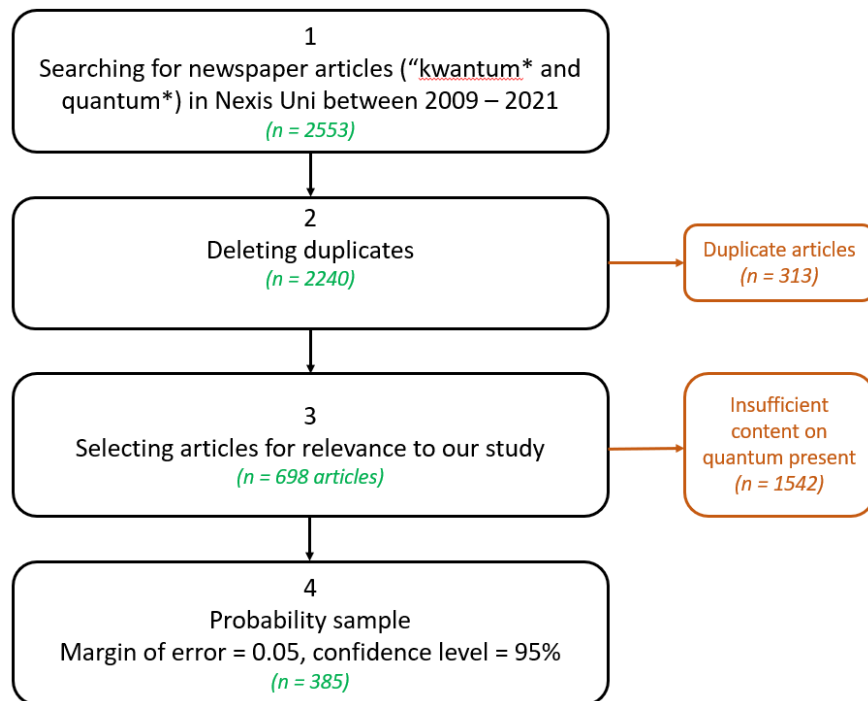 1
Searching for newspaper articles (“kwantum* and
quantum*) in Nexis Uni between 2009 – 2021
(n = 2553)
2
Deleting duplicates
(n = 2240)
Duplicate articles
(n = 313)
3
Selecting articles for relevance to our study
(n = 698 articles)
Insufficient
content on
quantum present
(n = 1542)
4
Probability sample
Margin of error = 0.05, confidence level = 95%
(n = 385)